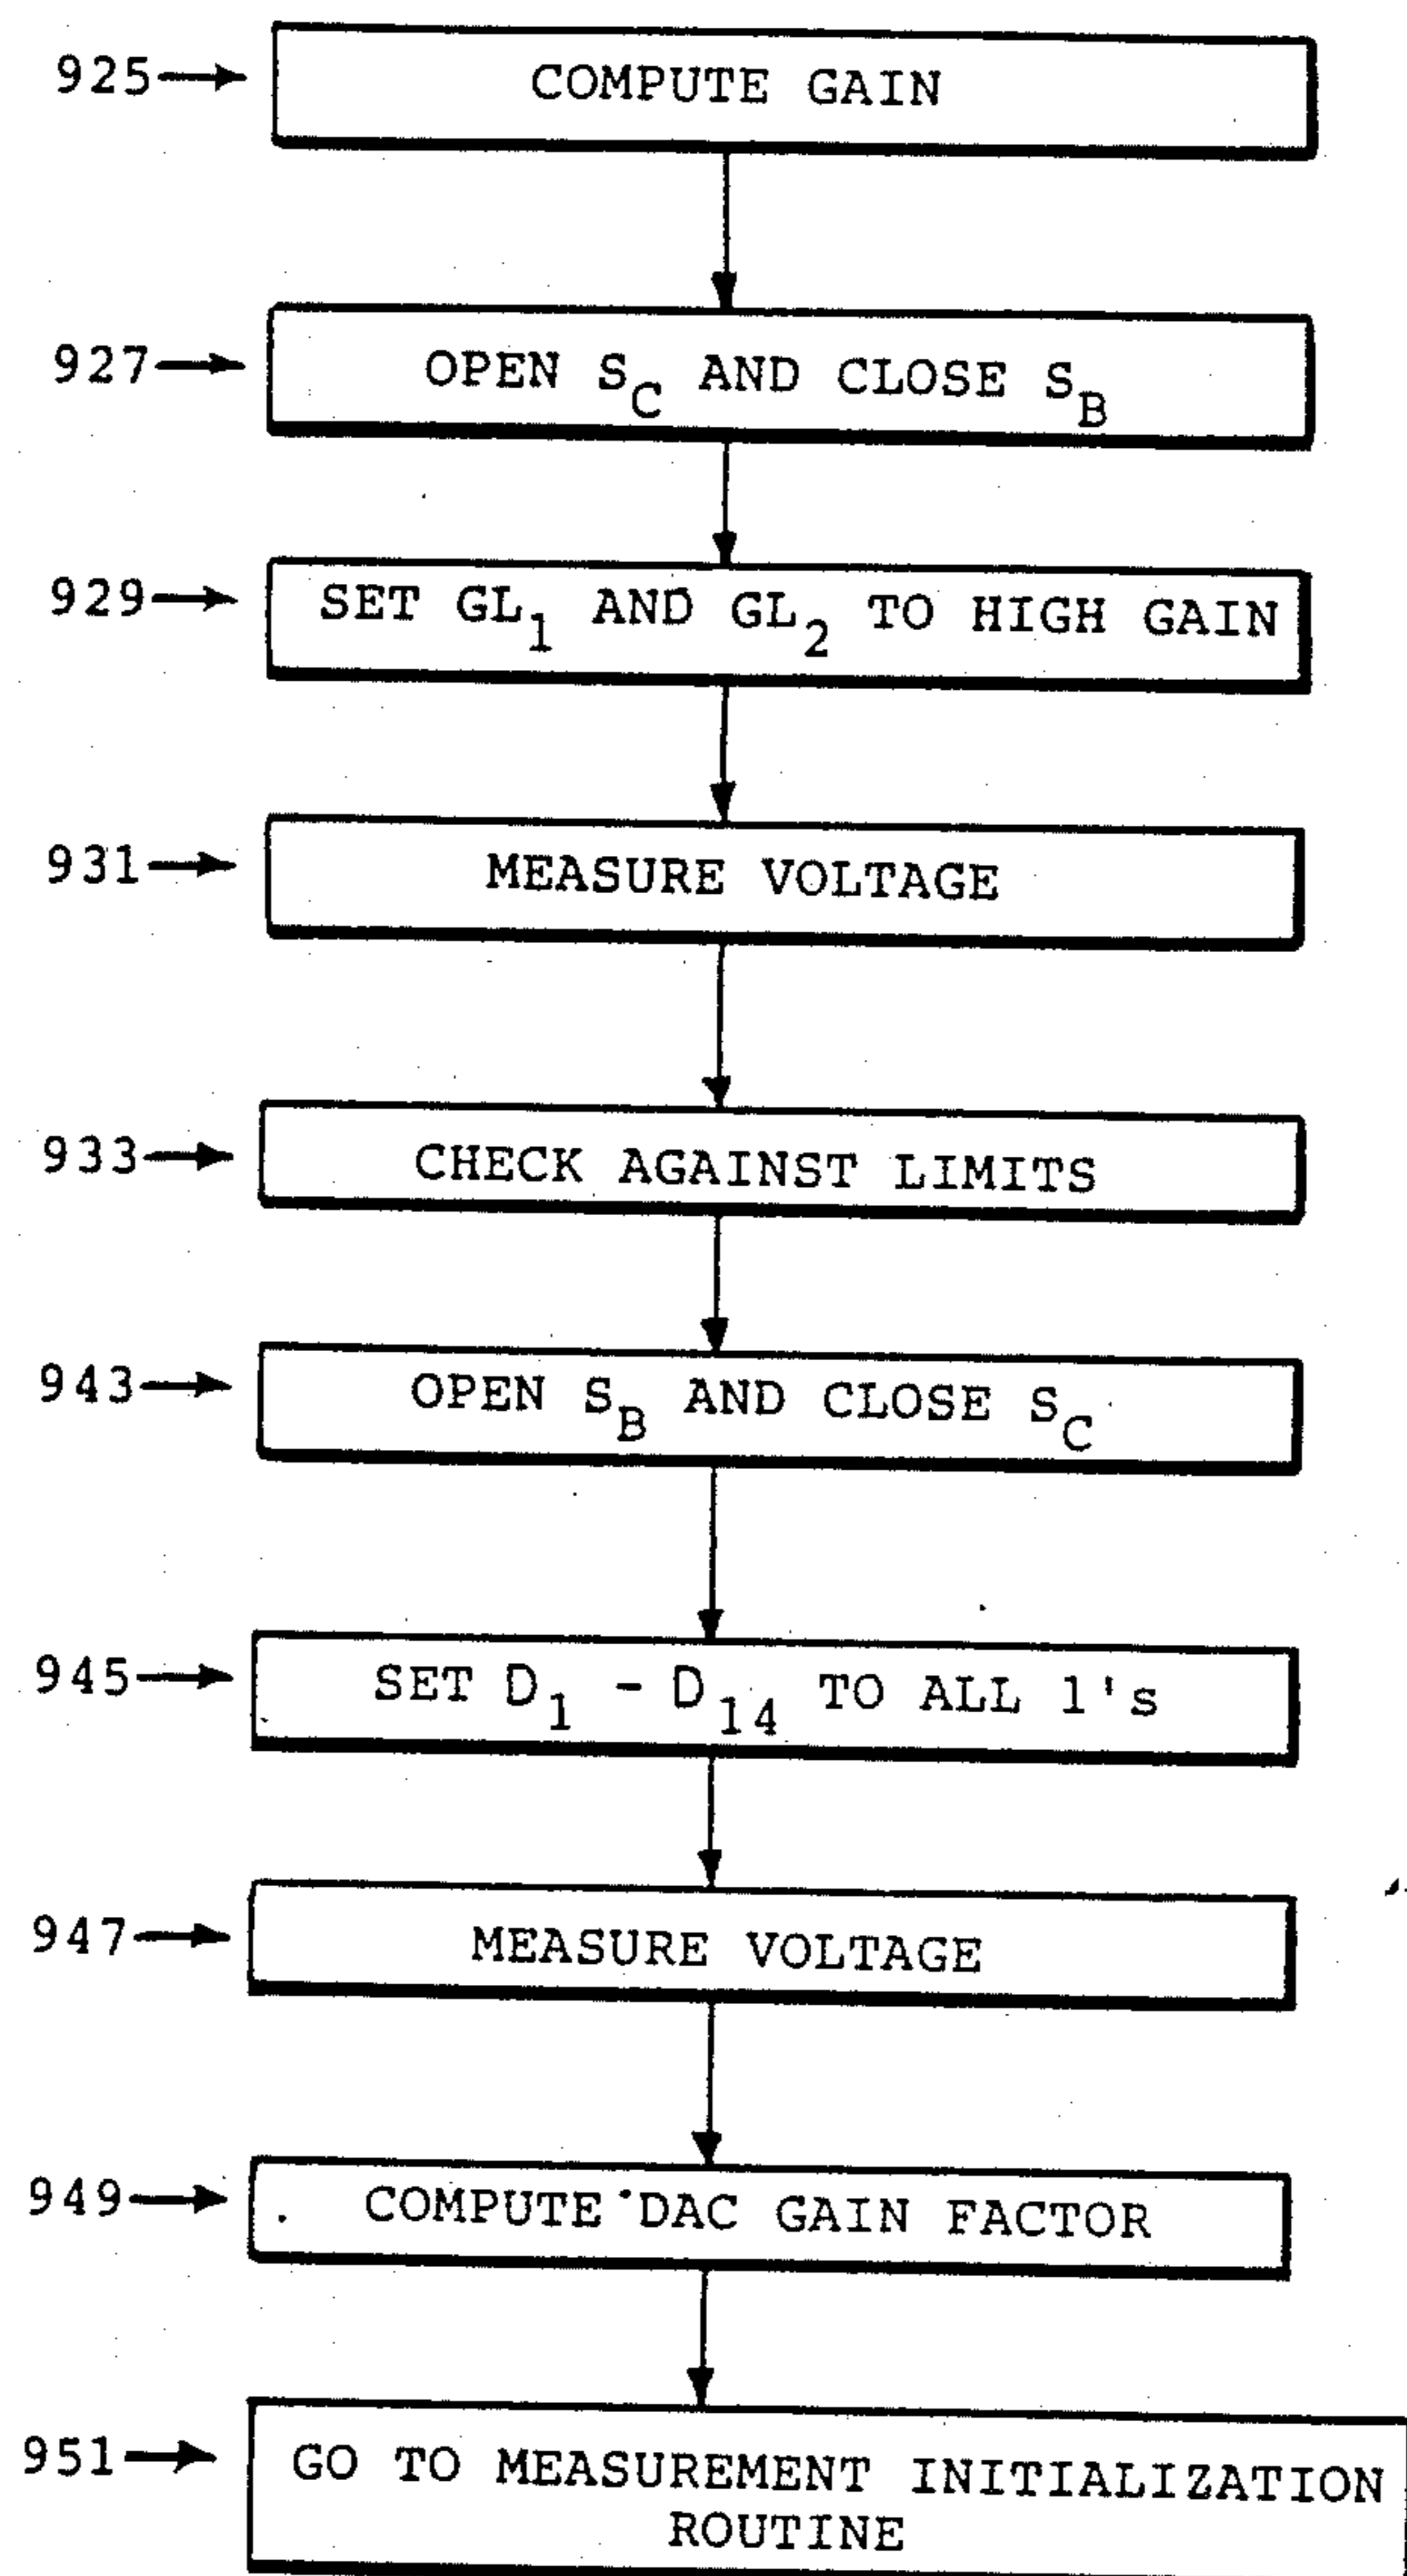 925 COMPUTE GAIN
927 OPEN S_C AND CLOSE S_B
929 SET GL_1 AND GL_2 TO HIGH GAIN
931 MEASURE VOLTAGE
933 CHECK AGAINST LIMITS
943 OPEN S_B AND CLOSE S_C
945 SET D_1 - D_14 TO ALL 1's
947 MEASURE VOLTAGE
949 COMPUTE DAC GAIN FACTOR
951 GO TO MEASUREMENT INITIALIZATION
ROUTINE